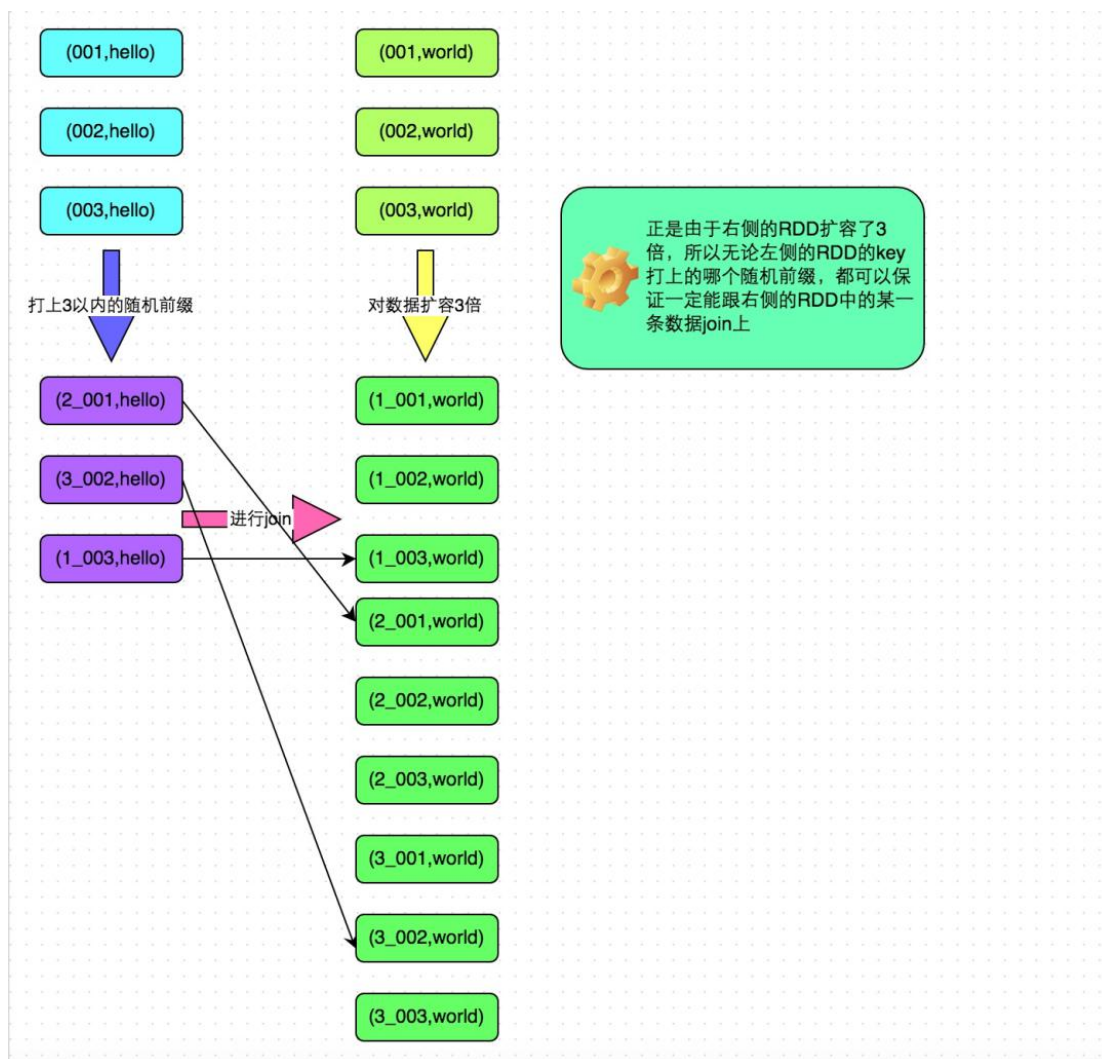 (001,hello)
(001,world)
(002,hello)
(002,world)
(003,hello)
(003,world)
正是由于右侧的RDD扩容了3
倍，所以无论左侧的RDD的key
打上的哪个随机前缀，都可以保
证一定能跟右侧的RDD中的某一
条数据join上
打上3以内的随机前缀
对数据扩容3倍
(2_001,hello)
(1_001,world)
(3_002,hello)
(1_002,world)
进行join
(1_003,hello)
(1_003,world)
(2_001,world)
(2_002,world)
(2_003,world)
(3_001,world)
(3_002,world)
(3_003,world)